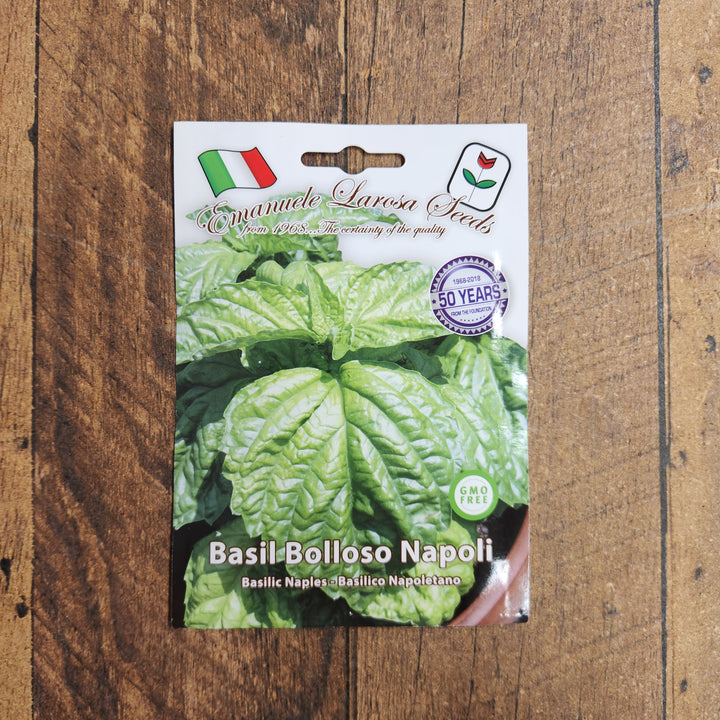 Emanuele Larosa Seeds
from 1968...The certainty of the quality
1968-2018
50 YEARS
FROM THE FOUNDATION
GMO
FREE
Basil Bolloso Napoli
Basilic Naples - Basilico Napoletano